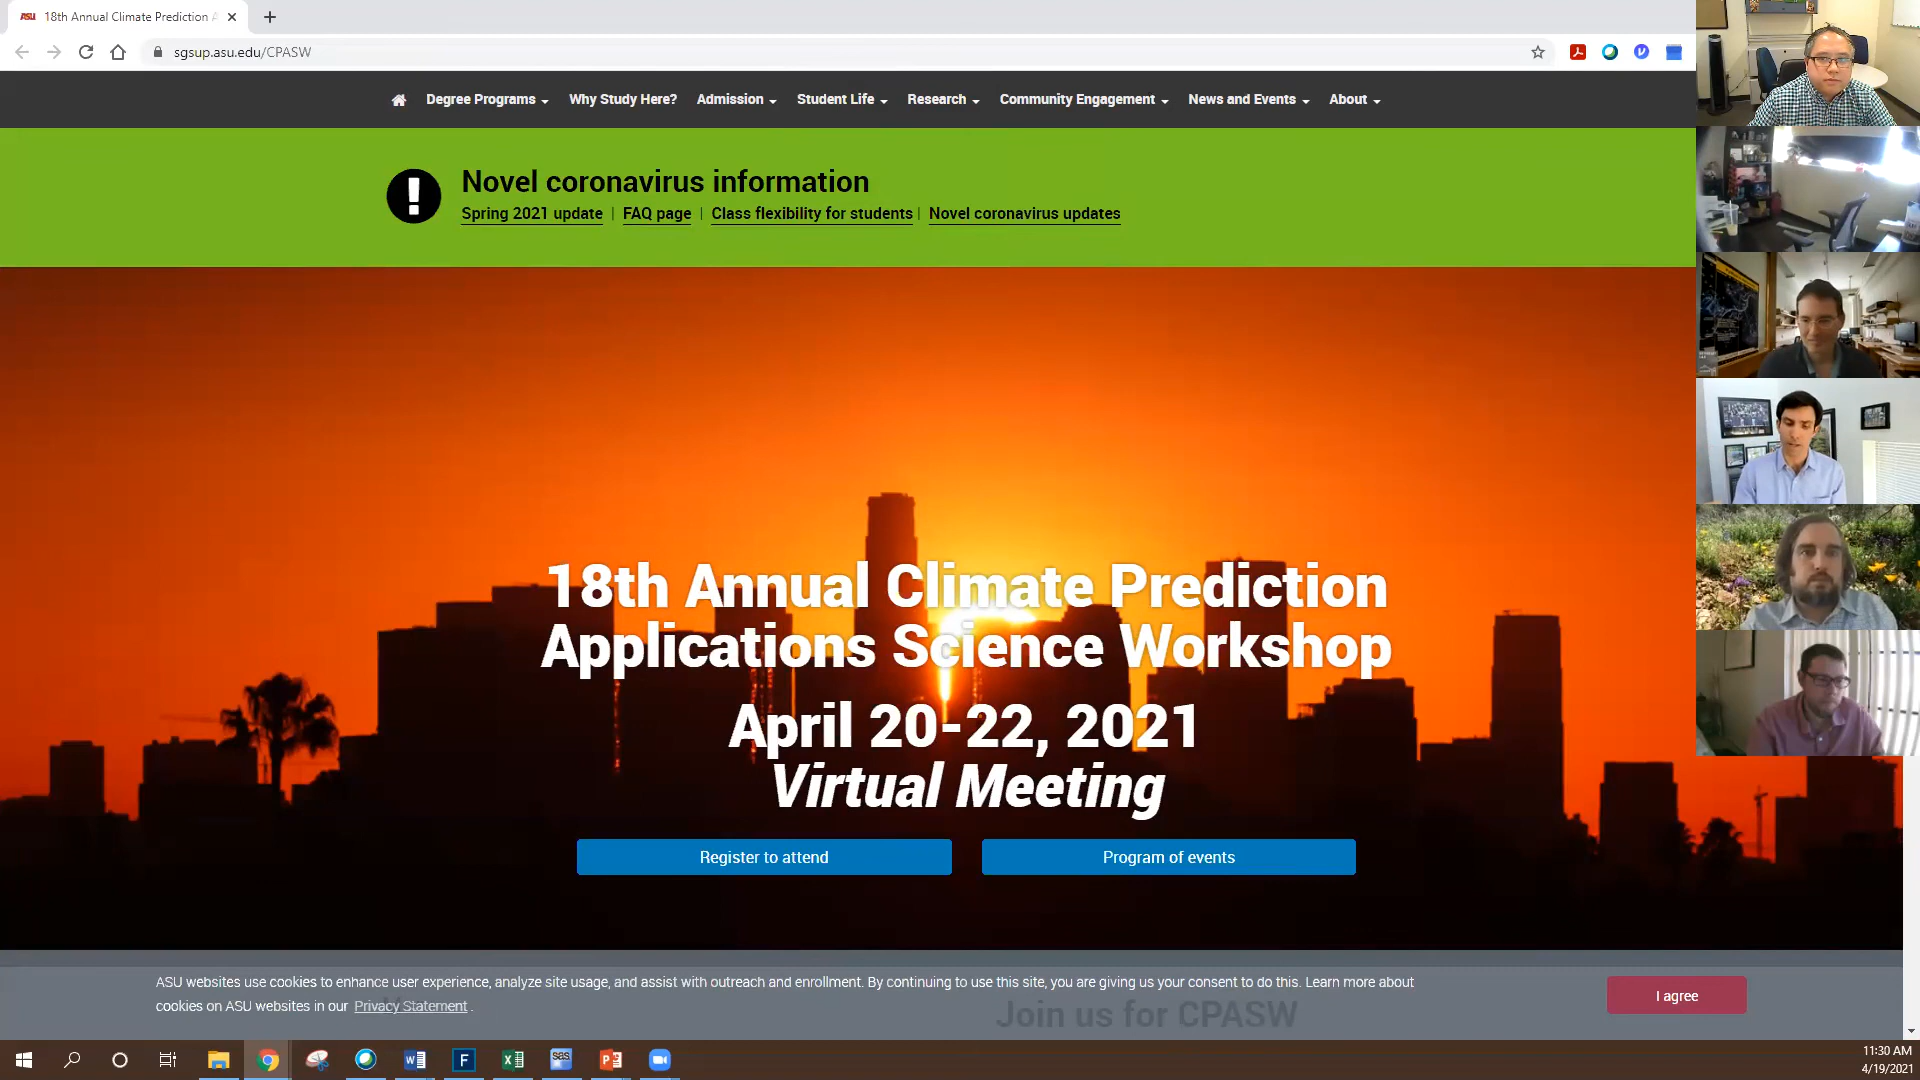 ASU 18th Annual Climate Prediction A
sgsup.asu.edu/CPASW
Degree Programs
Why Study Here?
Admission
Student Life
Research
Community Engagement
News and Events
About
Novel coronavirus information
Spring 2021 update | FAQ page | Class flexibility for students | Novel coronavirus updates
18th Annual Climate Prediction
Applications Science Workshop
April 20-22, 2021
Virtual Meeting
Register to attend
Program of events
ASU websites use cookies to enhance user experience, analyze site usage, and assist with outreach and enrollment. By continuing to use this site, you are giving us your consent to do this. Learn more about
cookies on ASU websites in our Privacy Statement .
I agree
Join us for CPASW
11:30 AM
4/19/2021